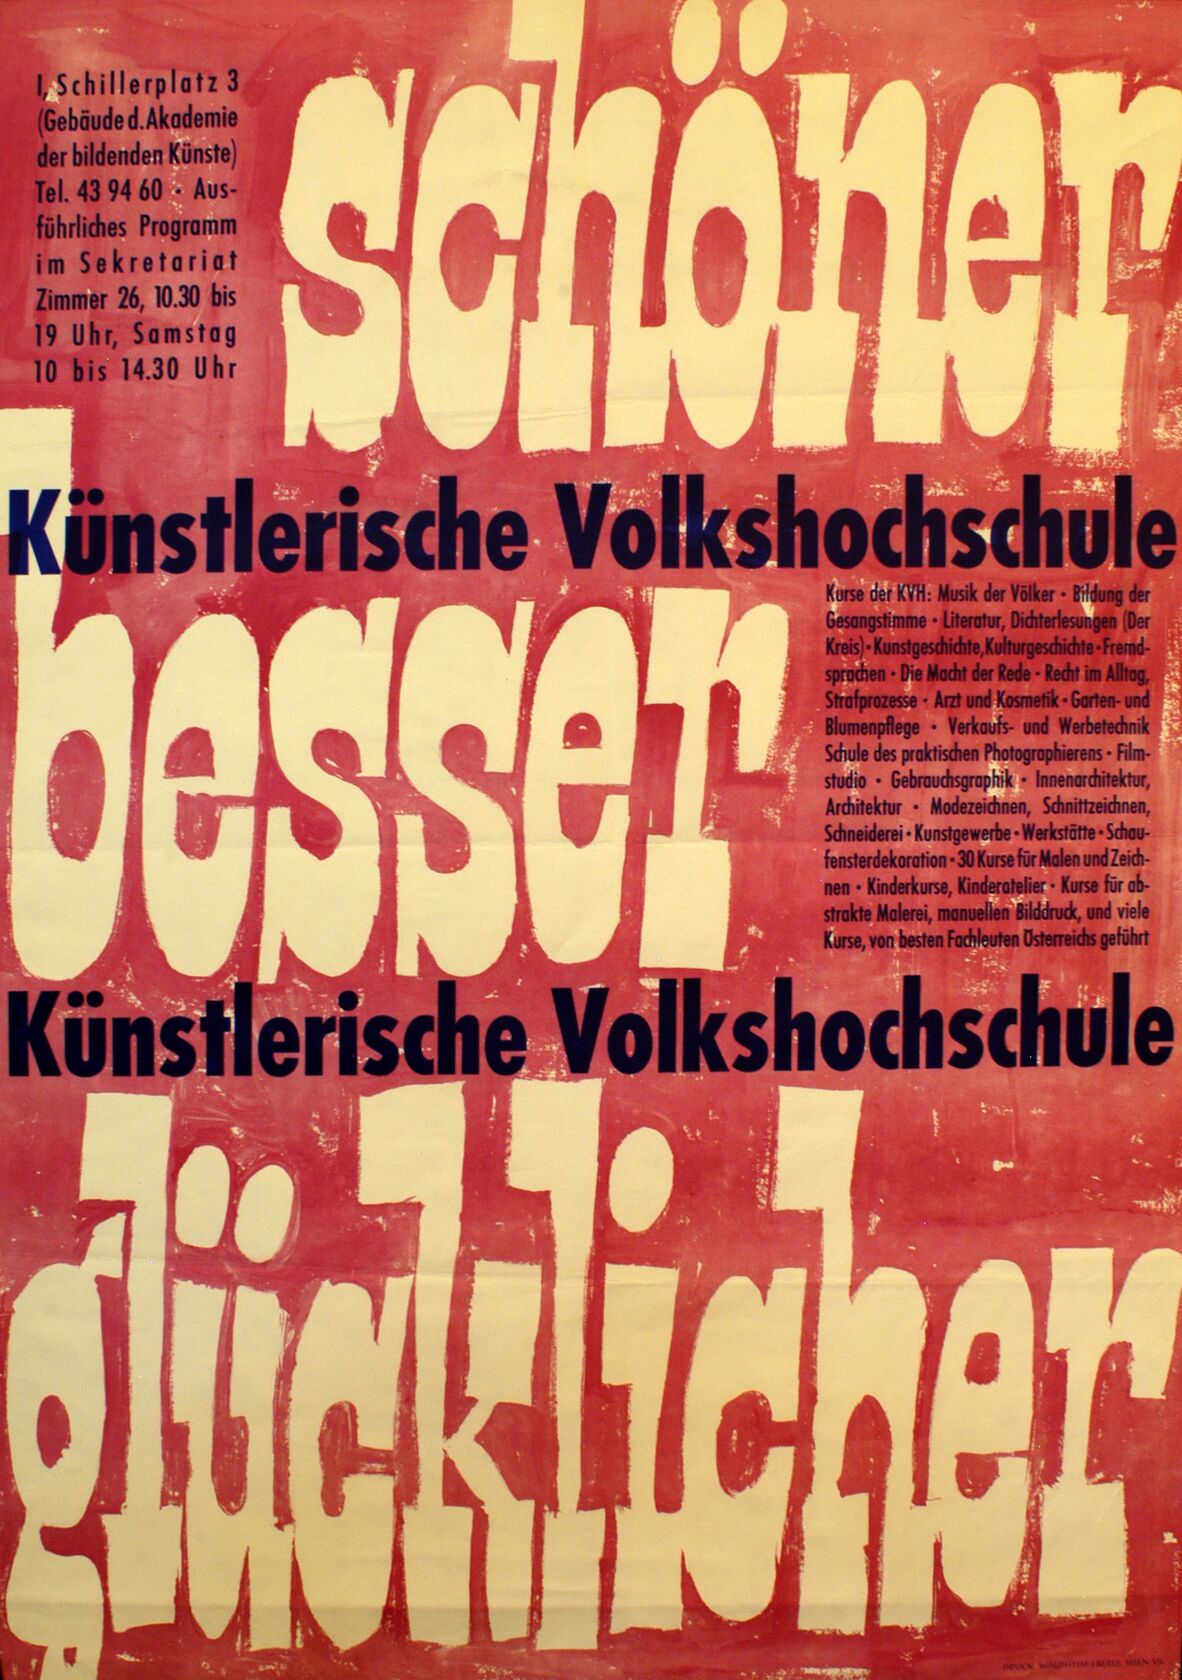 I, Schillerplatz 3
(Gebäude d. Akademie
der bildenden Künste)
Tel. 43 94 60 · Aus-
führliches Programm
im Sekretariat
Zimmer 26, 10.30 bis
19 Uhr, Samstag
10 bis 14.30 Uhr
schöner
Künstlerische Volkshochschule
besser
Kurse der KVH: Musik der Völker · Bildung der
Gesangstimme · Literatur, Dichterlesungen (Der
Kreis) · Kunstgeschichte, Kulturgeschichte · Fremd-
sprachen · Die Macht der Rede · Recht im Alltag,
Strafprozesse · Arzt und Kosmetik · Garten- und
Blumenpflege · Verkaufs- und Werbetechnik
Schule des praktischen Photographierens · Film-
studio · Gebrauchsgraphik · Innenarchitektur,
Architektur · Modezeichnen, Schnittzeichnen,
Schneiderei · Kunstgewerbe · Werkstätte · Schau-
fensterdekoration · 30 Kurse für Malen und Zeich-
nen · Kinderkurse, Kinderatelier · Kurse für ab-
strakte Malerei, manuellen Bilddruck, und viele
Kurse, von besten Fachleuten Österreichs geführt
Künstlerische Volkshochschule
glücklicher
DRUCK WALDHEIM-EBERLE WIEN VII.